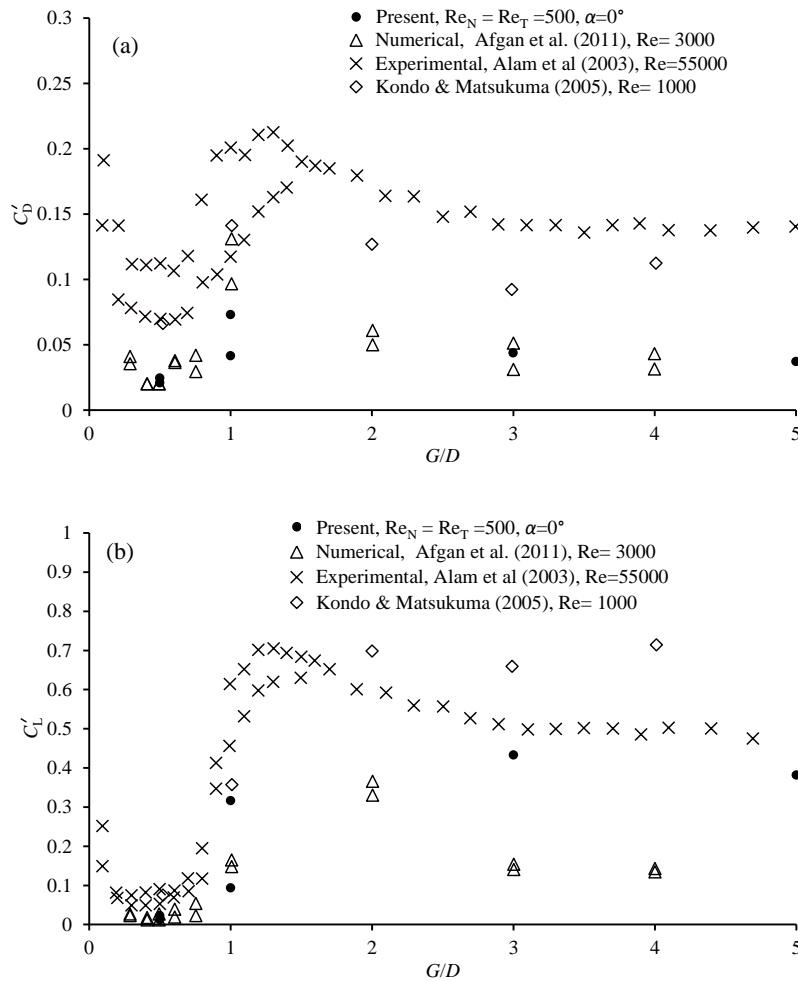 (a)
Present, Re_N = Re_T =500, α=0°
Numerical, Afgan et al. (2011), Re= 3000
Experimental, Alam et al (2003), Re=55000
Kondo & Matsukuma (2005), Re= 1000
0.3
0.25
0.2
0.15
0.1
0.05
0
C′_D
0 1 2 3 4 5
G/D
(b)
Present, Re_N = Re_T =500, α=0°
Numerical, Afgan et al. (2011), Re= 3000
Experimental, Alam et al (2003), Re=55000
Kondo & Matsukuma (2005), Re= 1000
1
0.9
0.8
0.7
0.6
0.5
0.4
0.3
0.2
0.1
0
C′_L
0 1 2 3 4 5
G/D